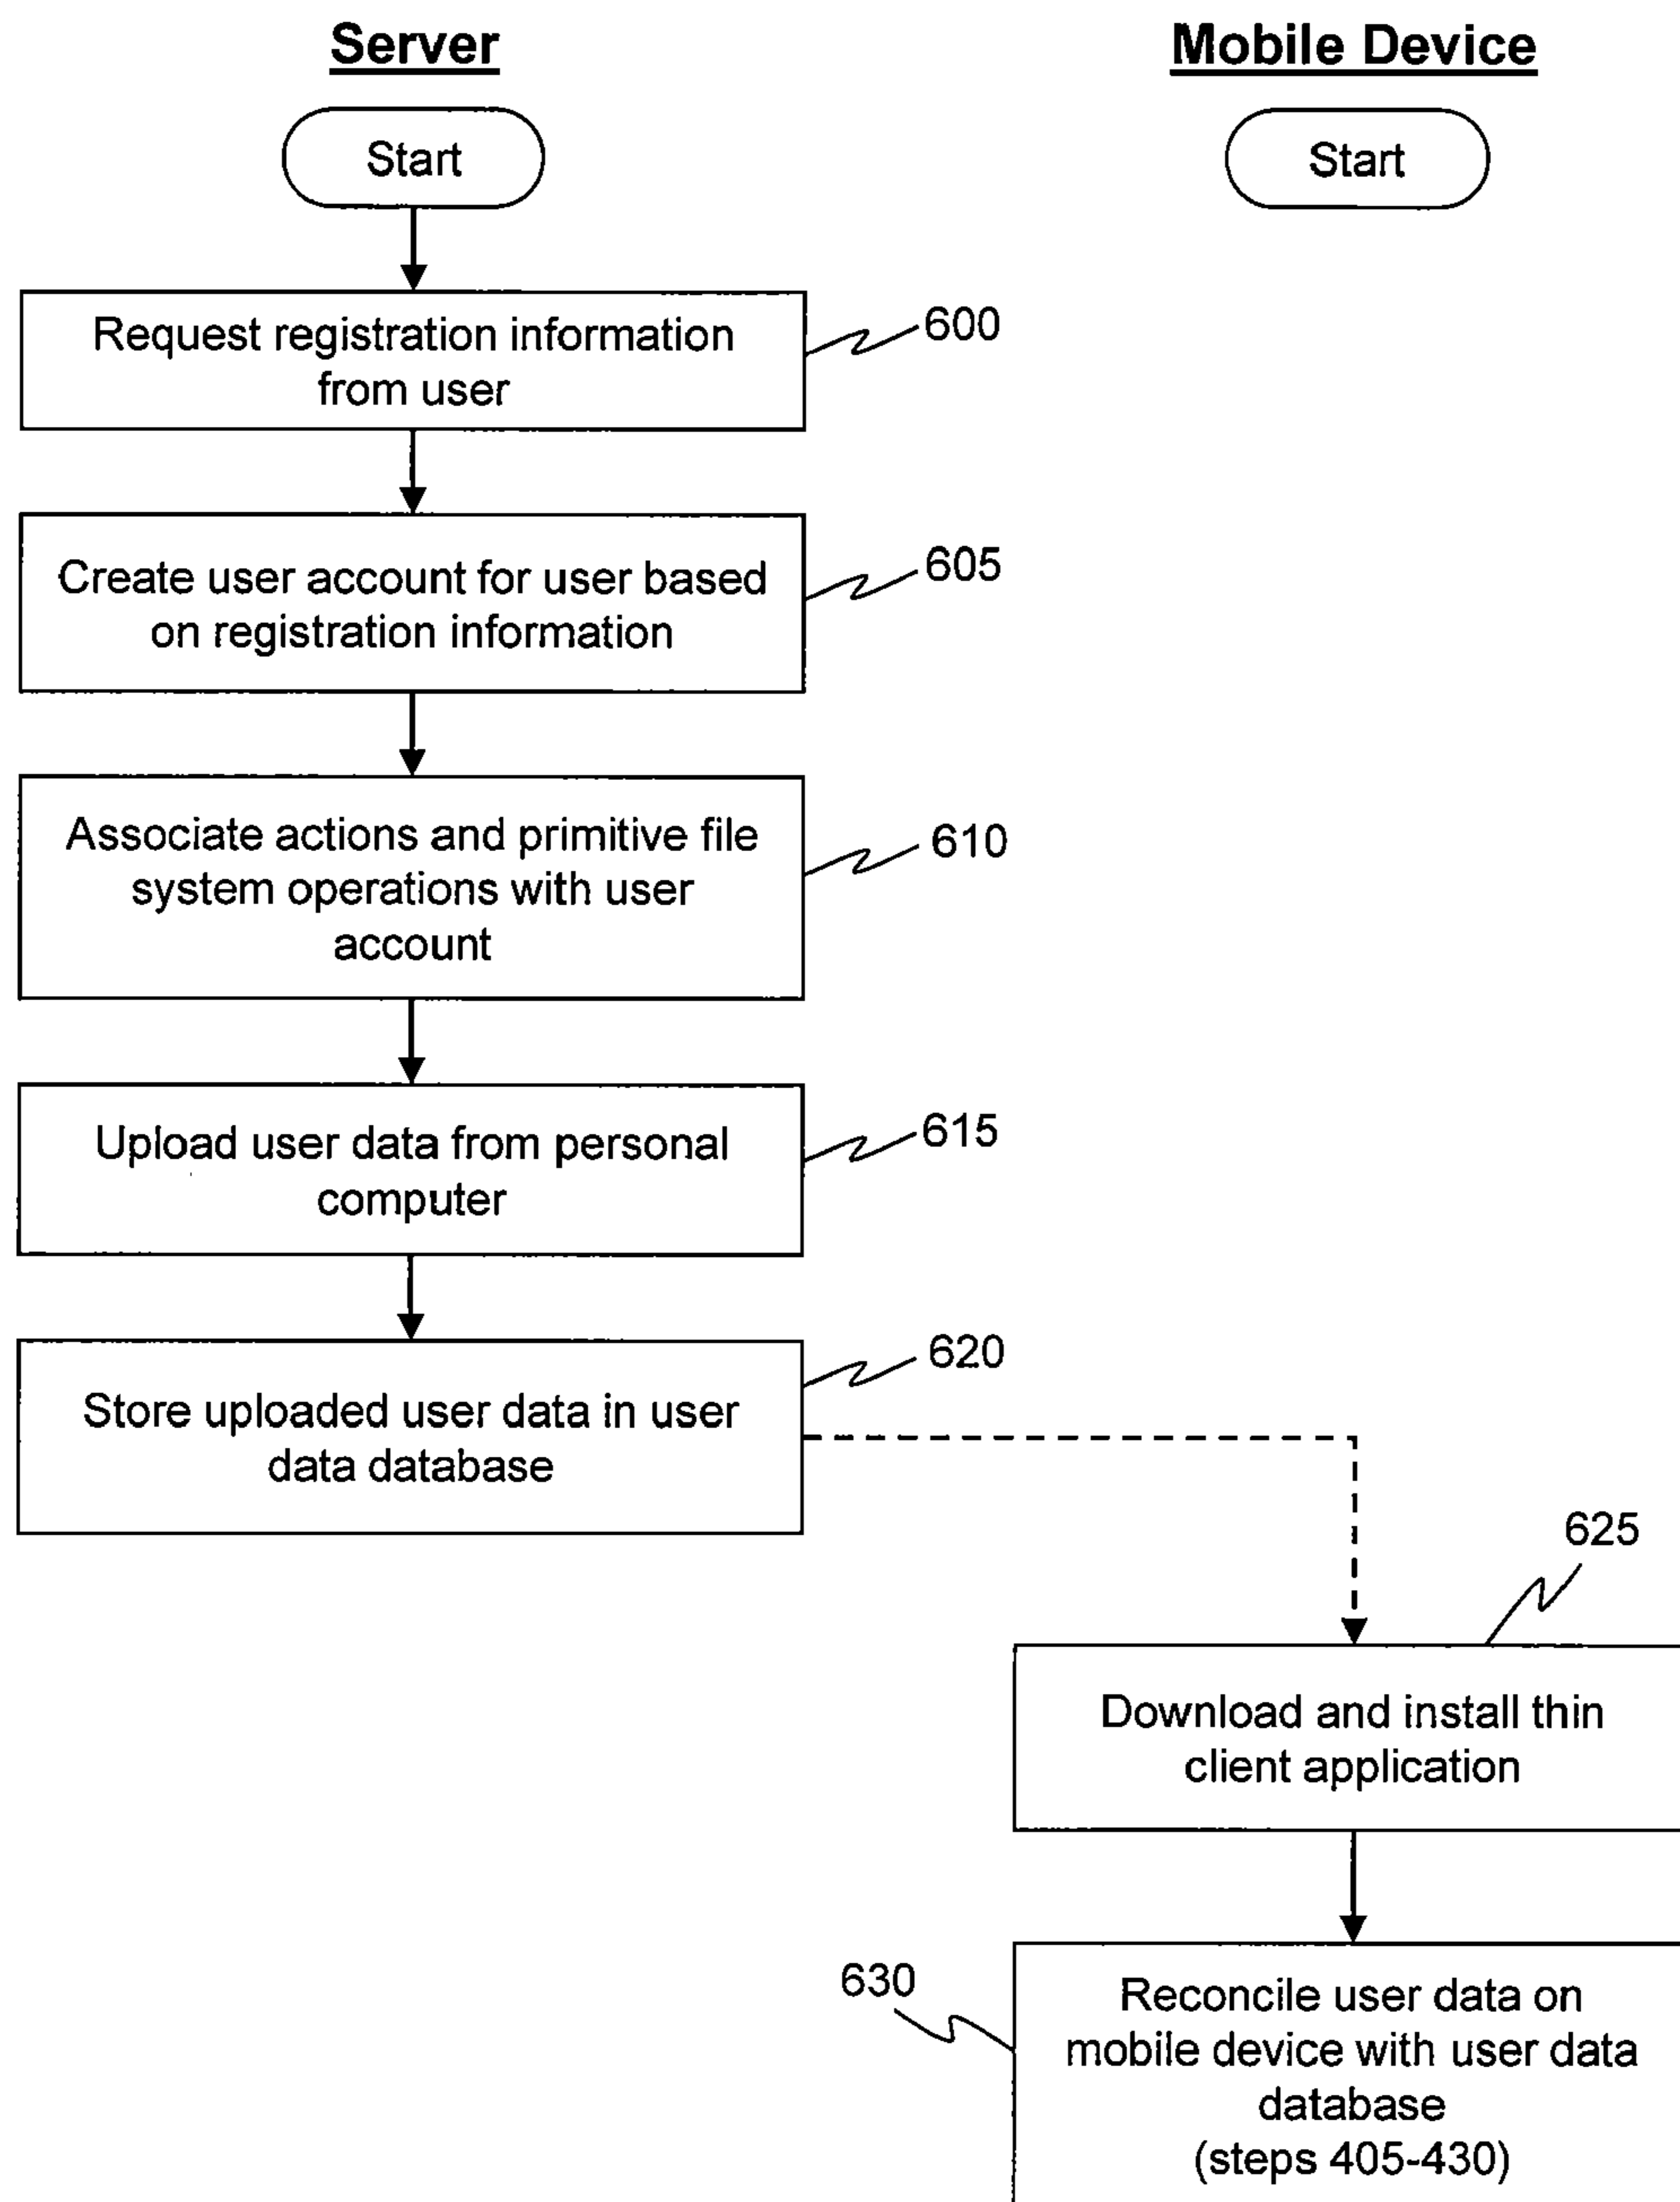 Server
Mobile Device
Start
Start
Request registration information
from user
600
Create user account for user based
on registration information
605
Associate actions and primitive file
system operations with user
account
610
Upload user data from personal
computer
615
Store uploaded user data in user
data database
620
625
Download and install thin
client application
630
Reconcile user data on
mobile device with user data
database
(steps 405-430)